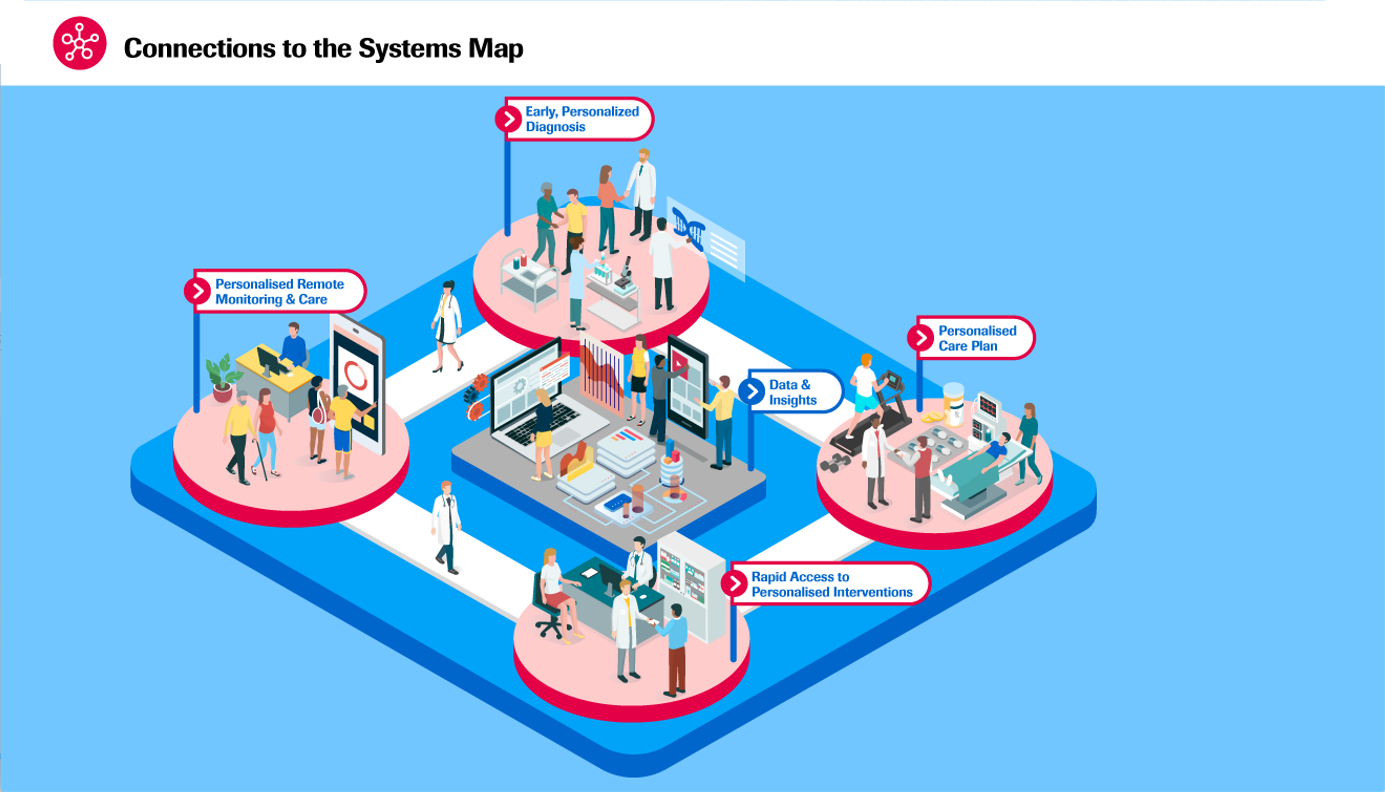 Connections to the Systems Map
Early, Personalized
Diagnosis
Personalised Remote
Monitoring & Care
Personalised
Care Plan
Data &
Insights
Rapid Access to
Personalised Interventions